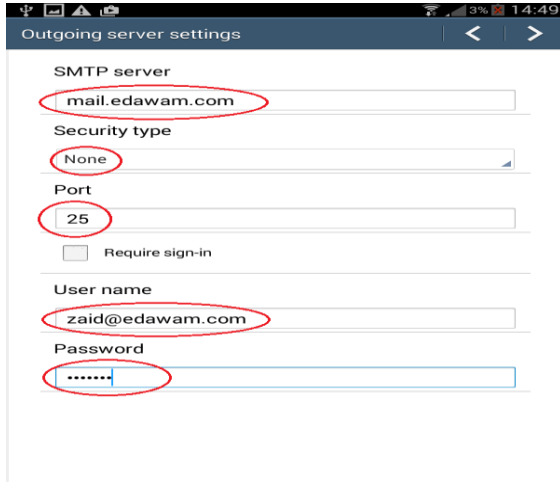 3% 14:49
Outgoing server settings
SMTP server
mail.edawam.com
Security type
None
Port
25
Require sign-in
User name
zaid@edawam.com
Password
•••••••